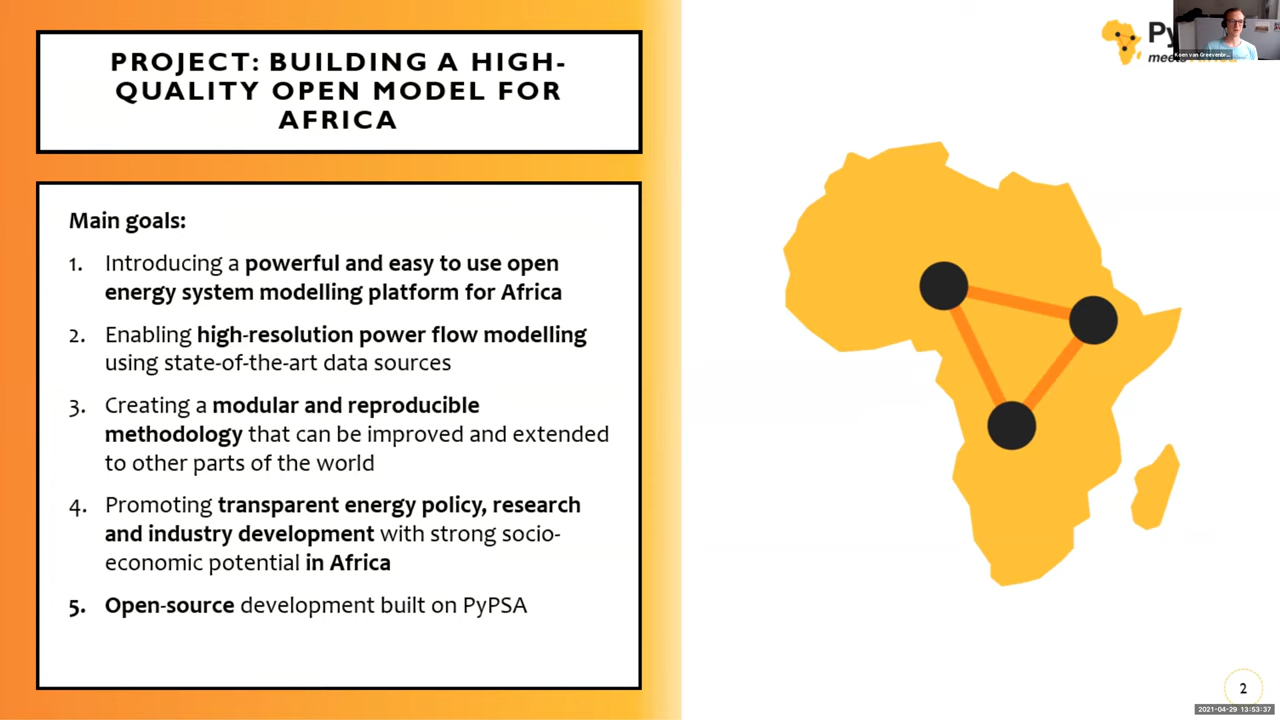 PROJECT: BUILDING A HIGH-
QUALITY OPEN MODEL FOR
AFRICA
Main goals:
1. Introducing a powerful and easy to use open
energy system modelling platform for Africa
2. Enabling high-resolution power flow modelling
using state-of-the-art data sources
3. Creating a modular and reproducible
methodology that can be improved and extended
to other parts of the world
4. Promoting transparent energy policy, research
and industry development with strong socio-
economic potential in Africa
5. Open-source development built on PyPSA
Py
Koen van Greevenbr...
2
2021-04-29 13:53:37